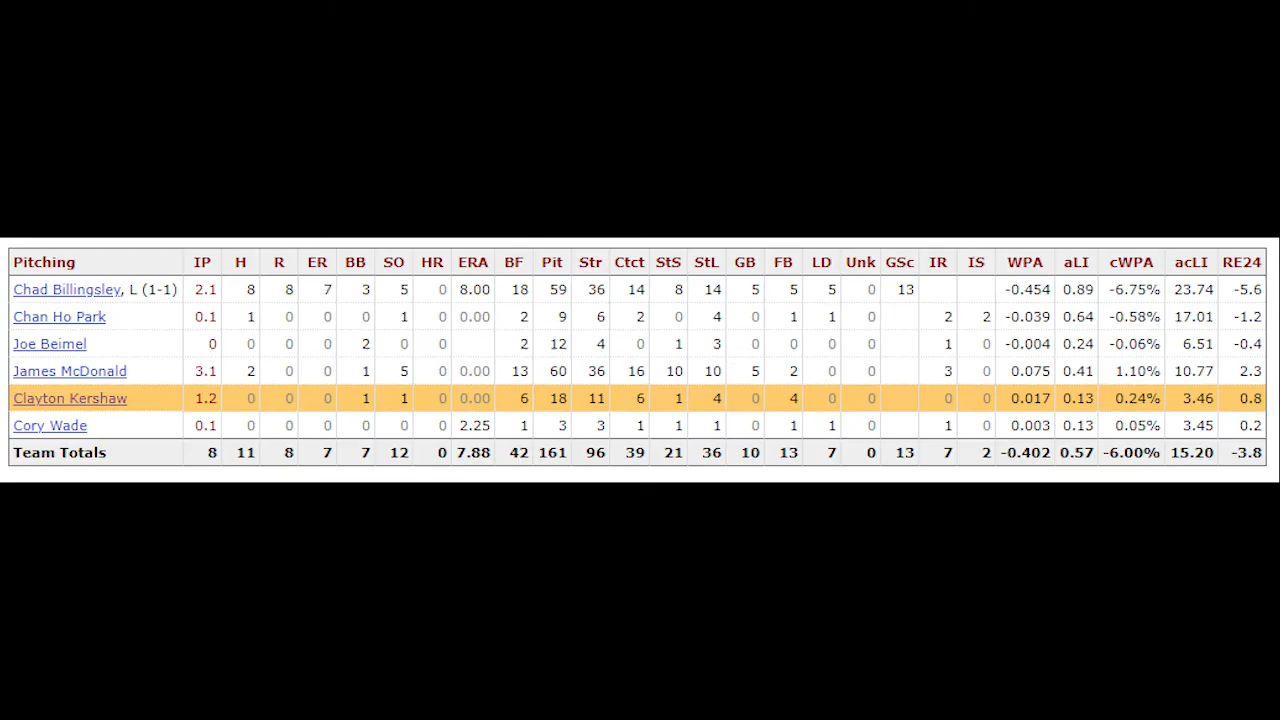 Pitching IP H R ER BB SO HR ERA BF Pit Str Ctct StS StL GB FB LD Unk GSc IR IS WPA aLI cWPA acLI RE24
Chad Billingsley, L (1-1) 2.1 8 8 7 3 5 0 8.00 18 59 36 14 8 14 5 5 5 0 13 -0.454 0.89 -6.75% 23.74 -5.6
Chan Ho Park 0.1 1 0 0 0 1 0 0.00 2 9 6 2 0 4 0 1 1 0 2 2 -0.039 0.64 -0.58% 17.01 -1.2
Joe Beimel 0 0 0 0 2 0 0 2 12 4 0 1 3 0 0 0 0 1 0 -0.004 0.24 -0.06% 6.51 -0.4
James McDonald 3.1 2 0 0 1 5 0 0.00 13 60 36 16 10 10 5 2 0 0 3 0 0.075 0.41 1.10% 10.77 2.3
Clayton Kershaw 1.2 0 0 0 1 1 0 0.00 6 18 11 6 1 4 0 4 0 0 0 0 0.017 0.13 0.24% 3.46 0.8
Cory Wade 0.1 0 0 0 0 0 0 2.25 1 3 3 1 1 1 0 1 1 0 1 0 0.003 0.13 0.05% 3.45 0.2
Team Totals 8 11 8 7 7 12 0 7.88 42 161 96 39 21 36 10 13 7 0 13 7 2 -0.402 0.57 -6.00% 15.20 -3.8